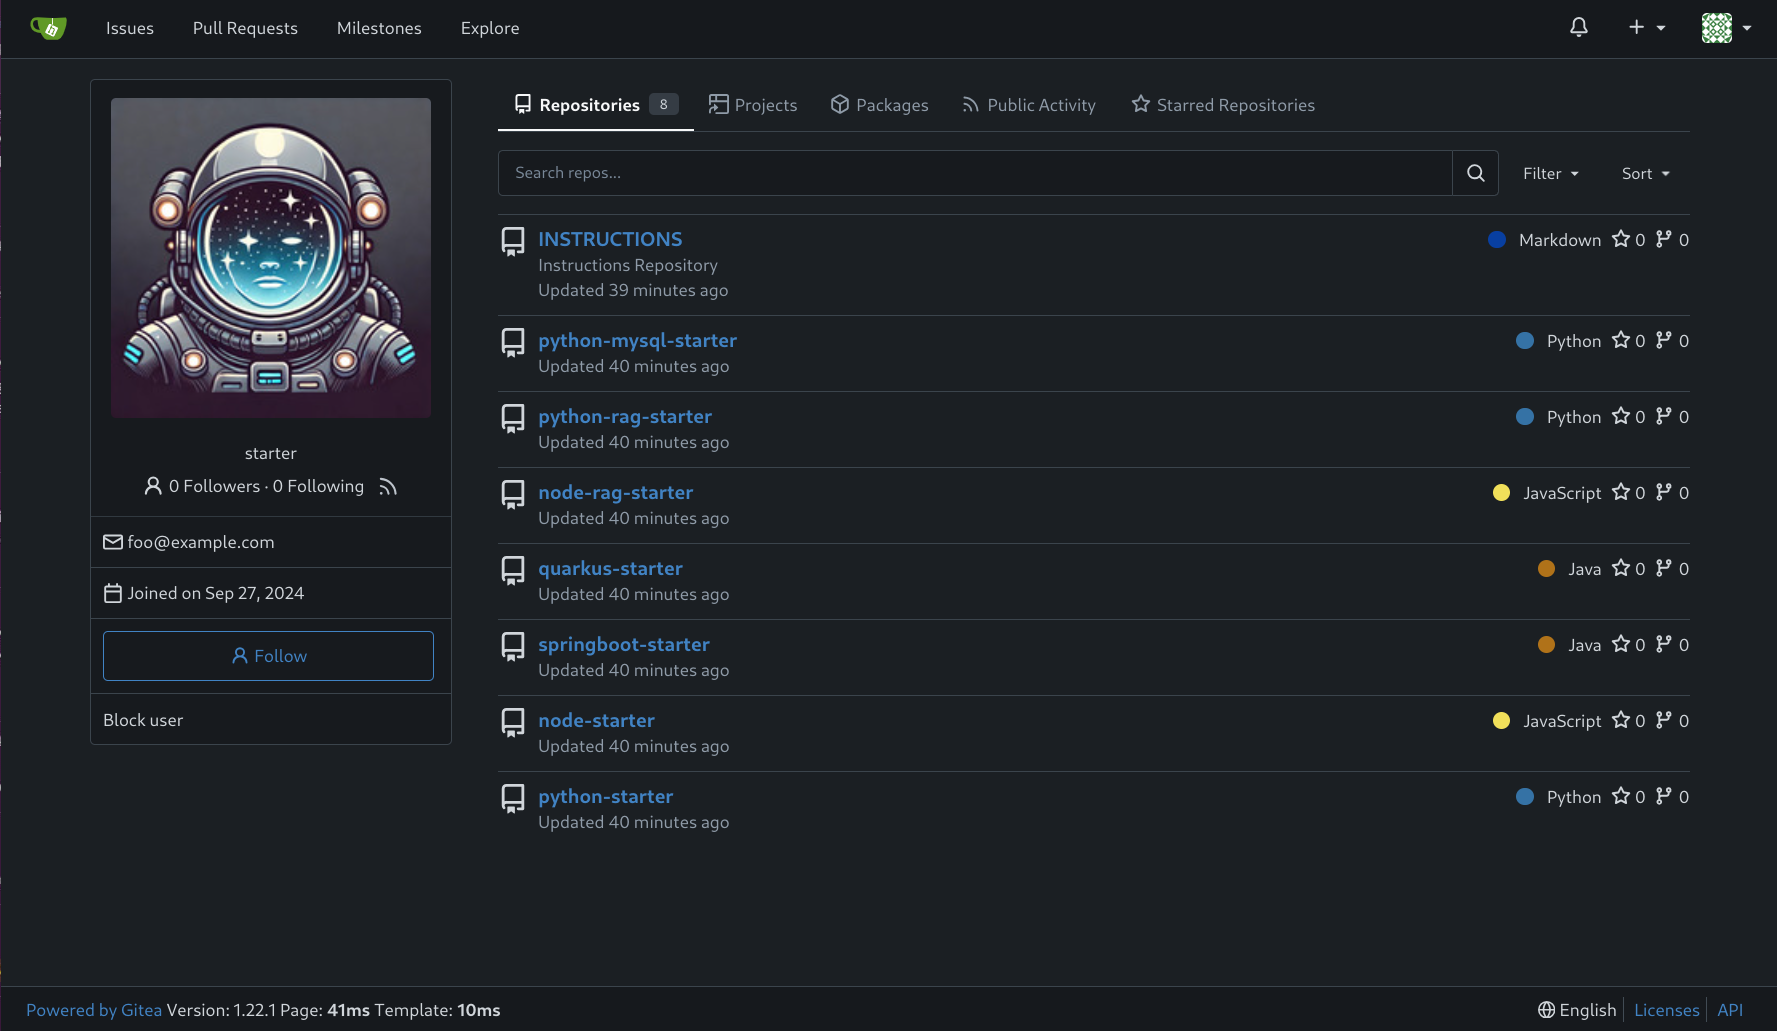 Issues Pull Requests Milestones Explore
starter
0 Followers · 0 Following
foo@example.com
Joined on Sep 27, 2024
Follow
Block user
Repositories 8 Projects Packages Public Activity Starred Repositories
Search repos... Filter Sort
INSTRUCTIONS Markdown 0 0
Instructions Repository
Updated 39 minutes ago
python-mysql-starter Python 0 0
Updated 40 minutes ago
python-rag-starter Python 0 0
Updated 40 minutes ago
node-rag-starter JavaScript 0 0
Updated 40 minutes ago
quarkus-starter Java 0 0
Updated 40 minutes ago
springboot-starter Java 0 0
Updated 40 minutes ago
node-starter JavaScript 0 0
Updated 40 minutes ago
python-starter Python 0 0
Updated 40 minutes ago
Powered by Gitea Version: 1.22.1 Page: 41ms Template: 10ms English Licenses API